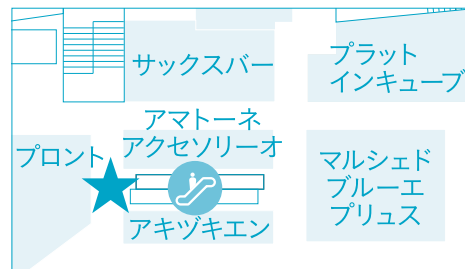 サックスバー
プラット
インキューブ
アマトーネ
アクセソリーオ
プロント
マルシェド
ブルーエ
プリュス
アキヅキエン